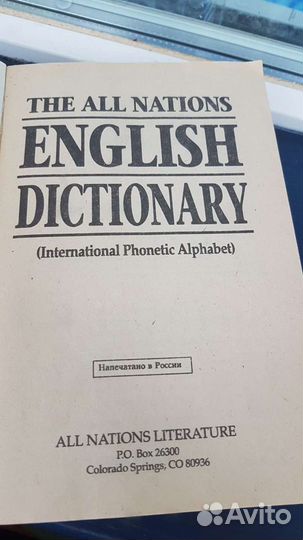 THE ALL NATIONS
ENGLISH
DICTIONARY
(International Phonetic Alphabet)
Напечатано в России
ALL NATIONS LITERATURE
P.O. Box 26300
Colorado Springs, CO 80936
Avito